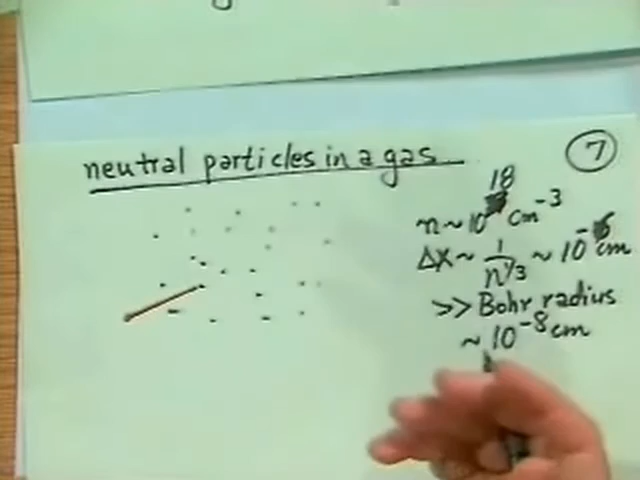 neutral particles in a gas
7
n ~ 10^18 cm^-3
Δx ~ 1/n^1/3 ~ 10^-6 cm
>> Bohr radius
~ 10^-8 cm